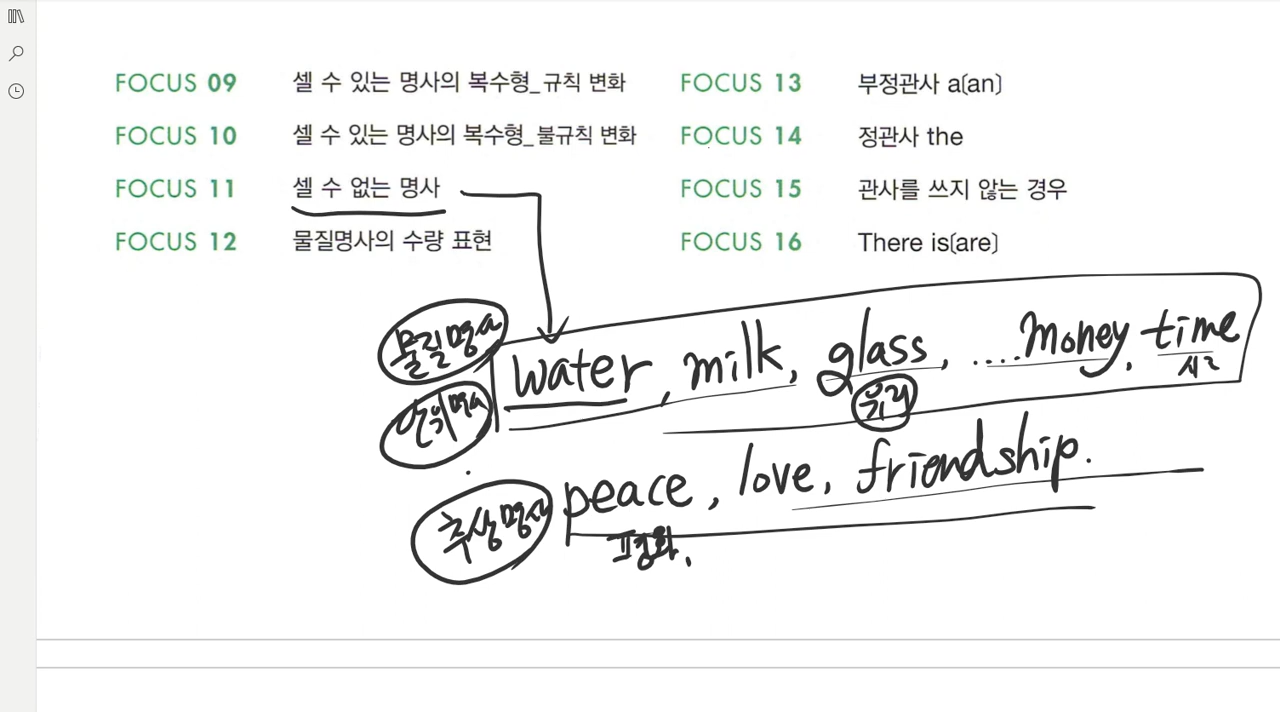 FOCUS 09 셀 수 있는 명사의 복수형_규칙 변화
FOCUS 10 셀 수 있는 명사의 복수형_불규칙 변화
FOCUS 11 셀 수 없는 명사
FOCUS 12 물질명사의 수량 표현
FOCUS 13 부정관사 a(an)
FOCUS 14 정관사 the
FOCUS 15 관사를 쓰지 않는 경우
FOCUS 16 There is(are)
물질명사
water, milk, glass, ....money, time
유리
명사
추상명사
peace, love, friendship.
평화.